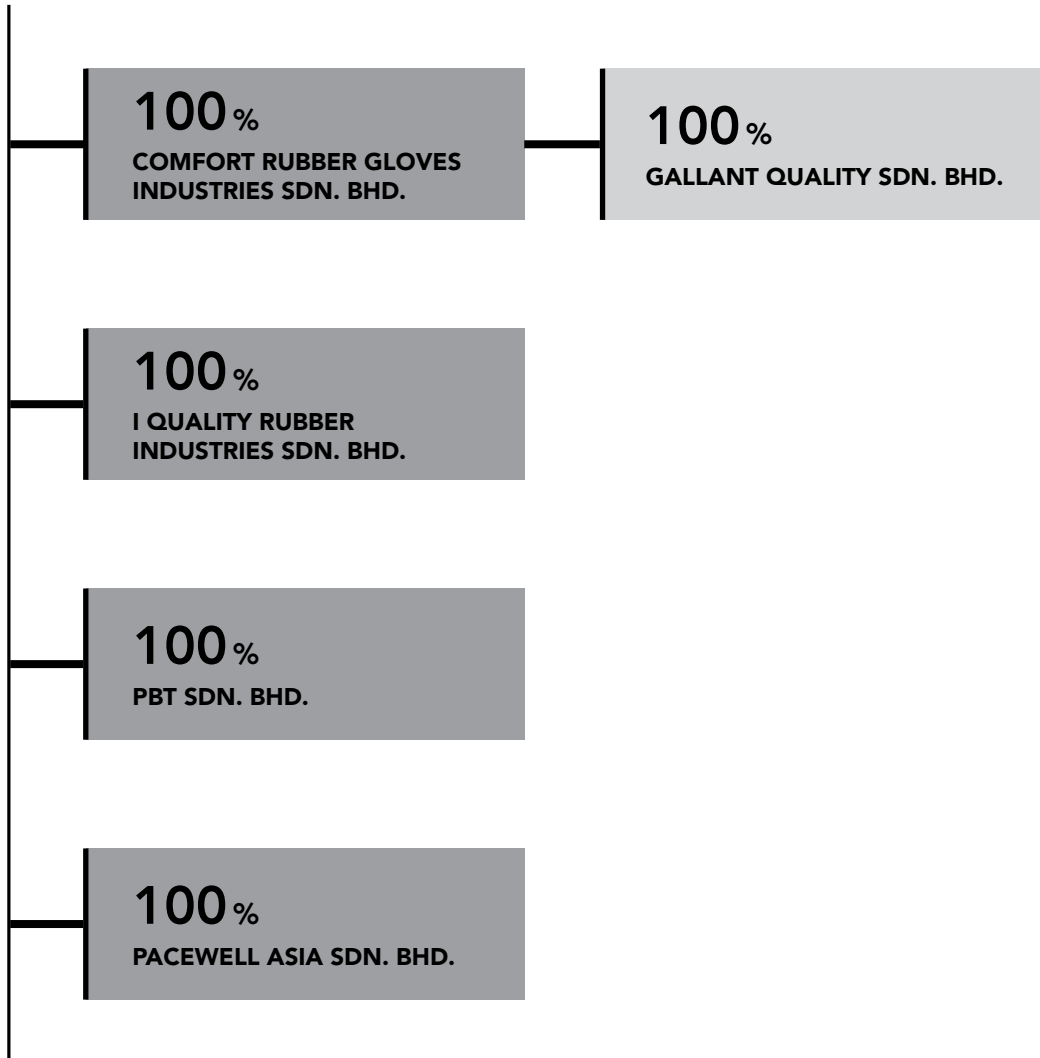 100%
COMFORT RUBBER GLOVES
INDUSTRIES SDN. BHD.
100%
GALLANT QUALITY SDN. BHD.
100%
I QUALITY RUBBER
INDUSTRIES SDN. BHD.
100%
PBT SDN. BHD.
100%
PACEWELL ASIA SDN. BHD.